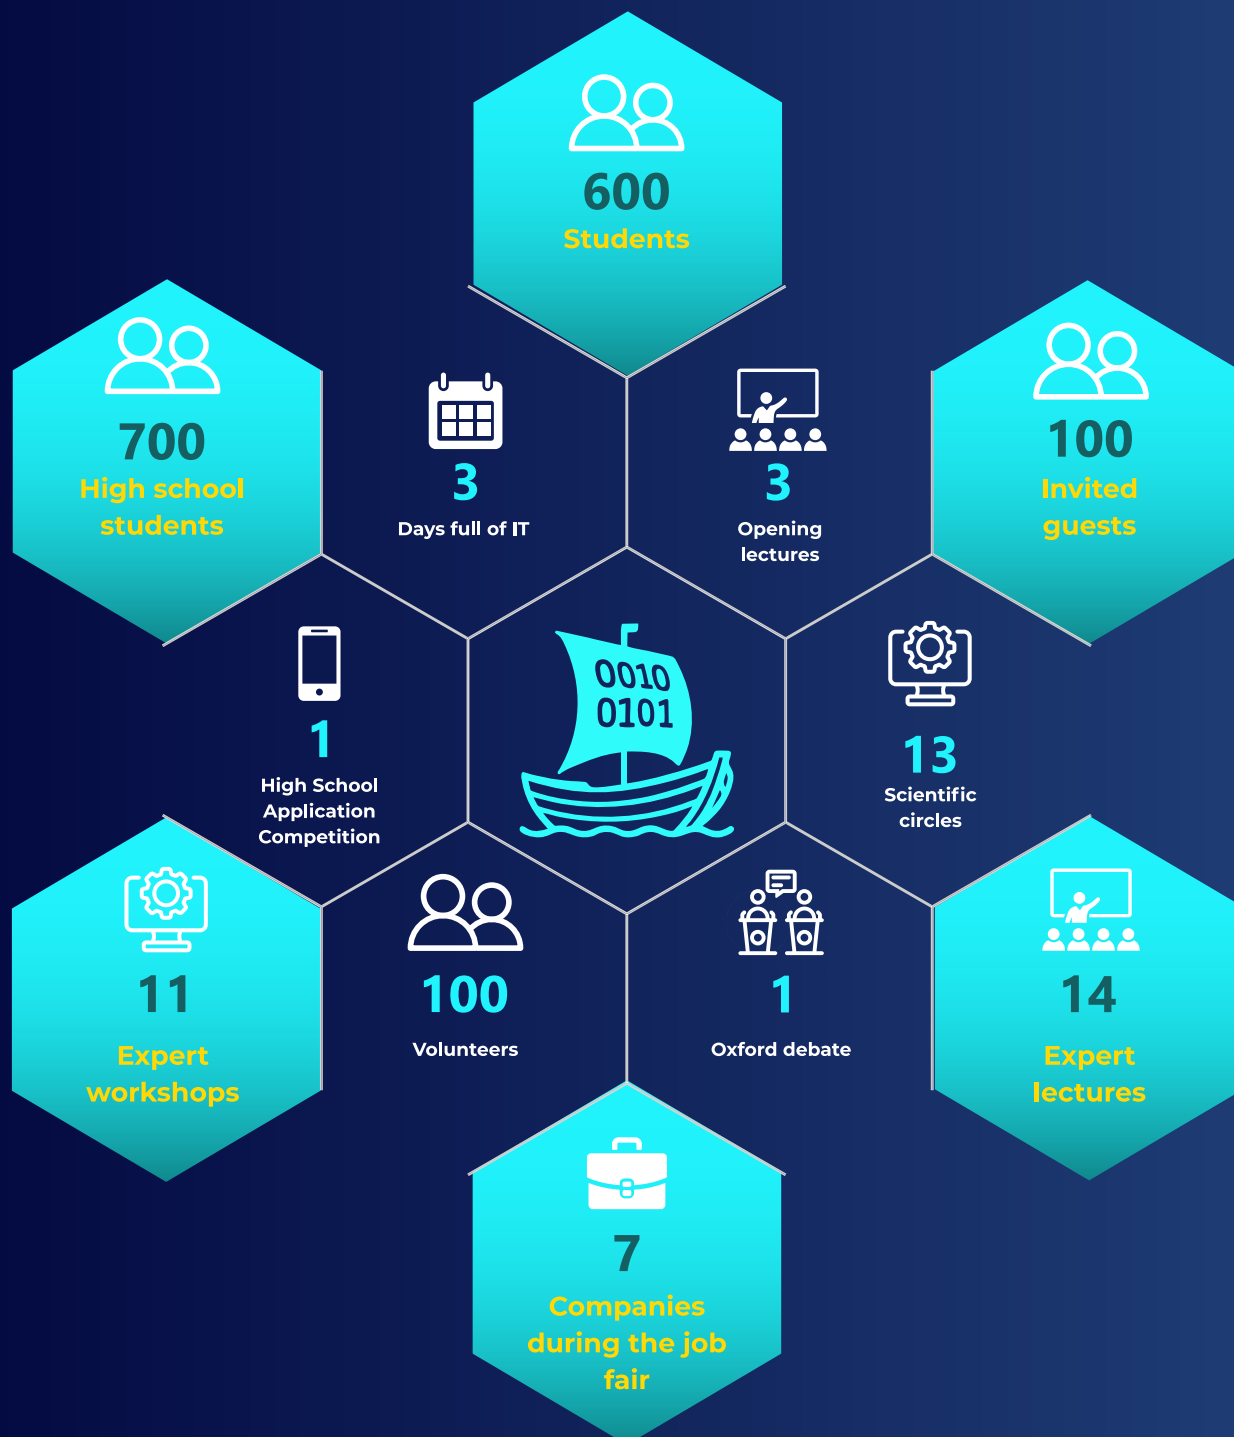 600
Students
700
High school
students
3
Days full of IT
3
Opening
lectures
100
Invited
guests
1
High School
Application
Competition
0010
0101
13
Scientific
circles
11
Expert
workshops
100
Volunteers
1
Oxford debate
14
Expert
lectures
7
Companies
during the job
fair